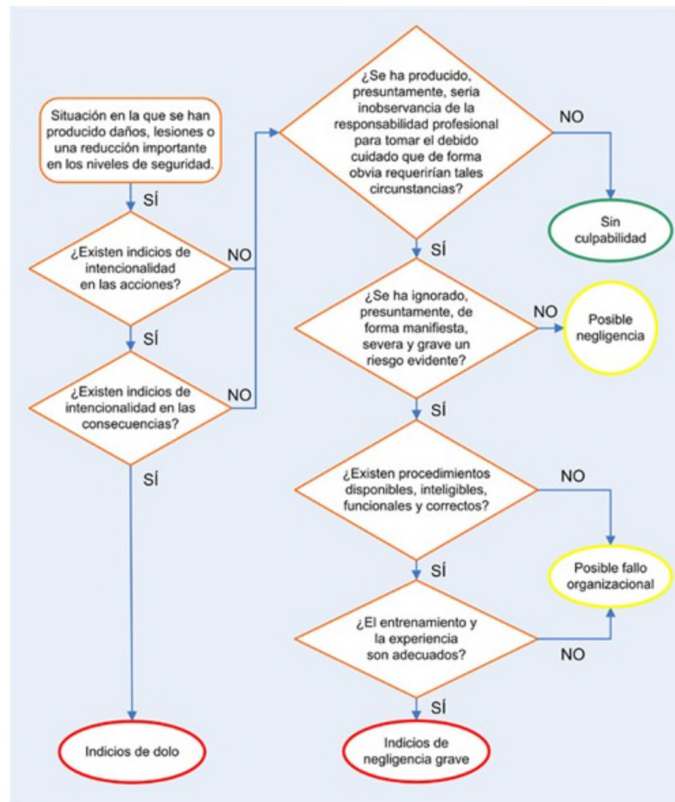 Situación en la que se han
producido daños, lesiones o
una reducción importante
en los niveles de seguridad.
SÍ
¿Existen indicios de
intencionalidad
en las acciones?
NO
SÍ
¿Existen indicios de
intencionalidad en las
consecuencias?
NO
SÍ
Indicios de dolo
¿Se ha producido,
presuntamente, seria
inobservancia de la
responsabilidad profesional
para tomar el debido
cuidado que de forma
obvia requerirían tales
circunstancias?
NO
Sin
culpabilidad
SÍ
¿Se ha ignorado,
presuntamente, de
forma manifiesta,
severa y grave un
riesgo evidente?
NO
Posible
negligencia
SÍ
¿Existen procedimientos
disponibles, inteligibles,
funcionales y correctos?
NO
Posible fallo
organizacional
SÍ
¿El entrenamiento y
la experiencia
son adecuados?
NO
SÍ
Indicios de
negligencia grave